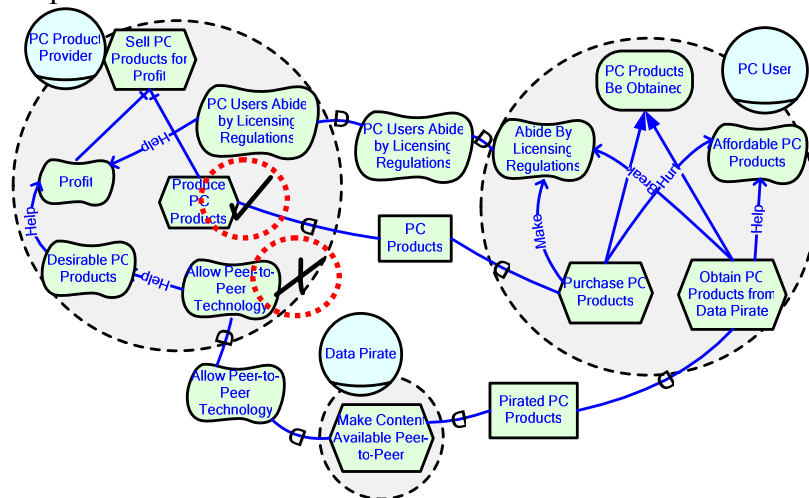 PC Product
Provider
Sell PC
Products for
Profit
PC Users Abide
by Licensing
Regulations
Help
Profit
Produce
PC
Products
Help
Desirable PC
Products
Help
Allow Peer-to-
Peer
Technology
D
PC Users Abide
by Licensing
Regulations
D
D
PC
Products
D
PC User
PC Products
Be Obtained
Abide By
Licensing
Regulations
Affordable PC
Products
Break
Hurt
Make
Help
Purchase PC
Products
Obtain PC
Products from
Data Pirate
D
Allow Peer-to-
Peer
Technology
D
Data Pirate
Make Content
Available Peer-
to-Peer
D
Pirated PC
Products
D